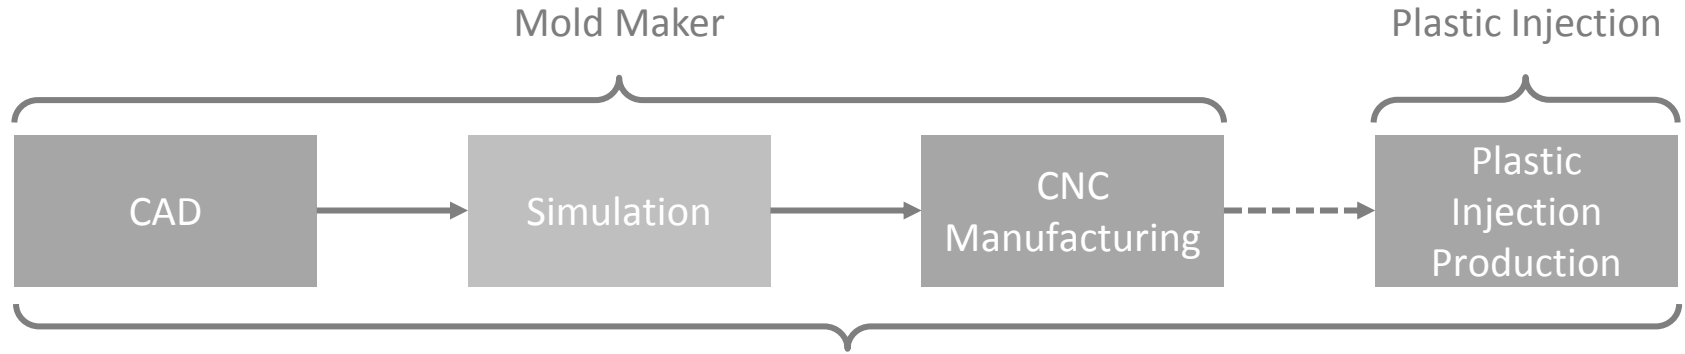 Mold Maker
Plastic Injection
CAD
Simulation
CNC
Manufacturing
Plastic
Injection
Production